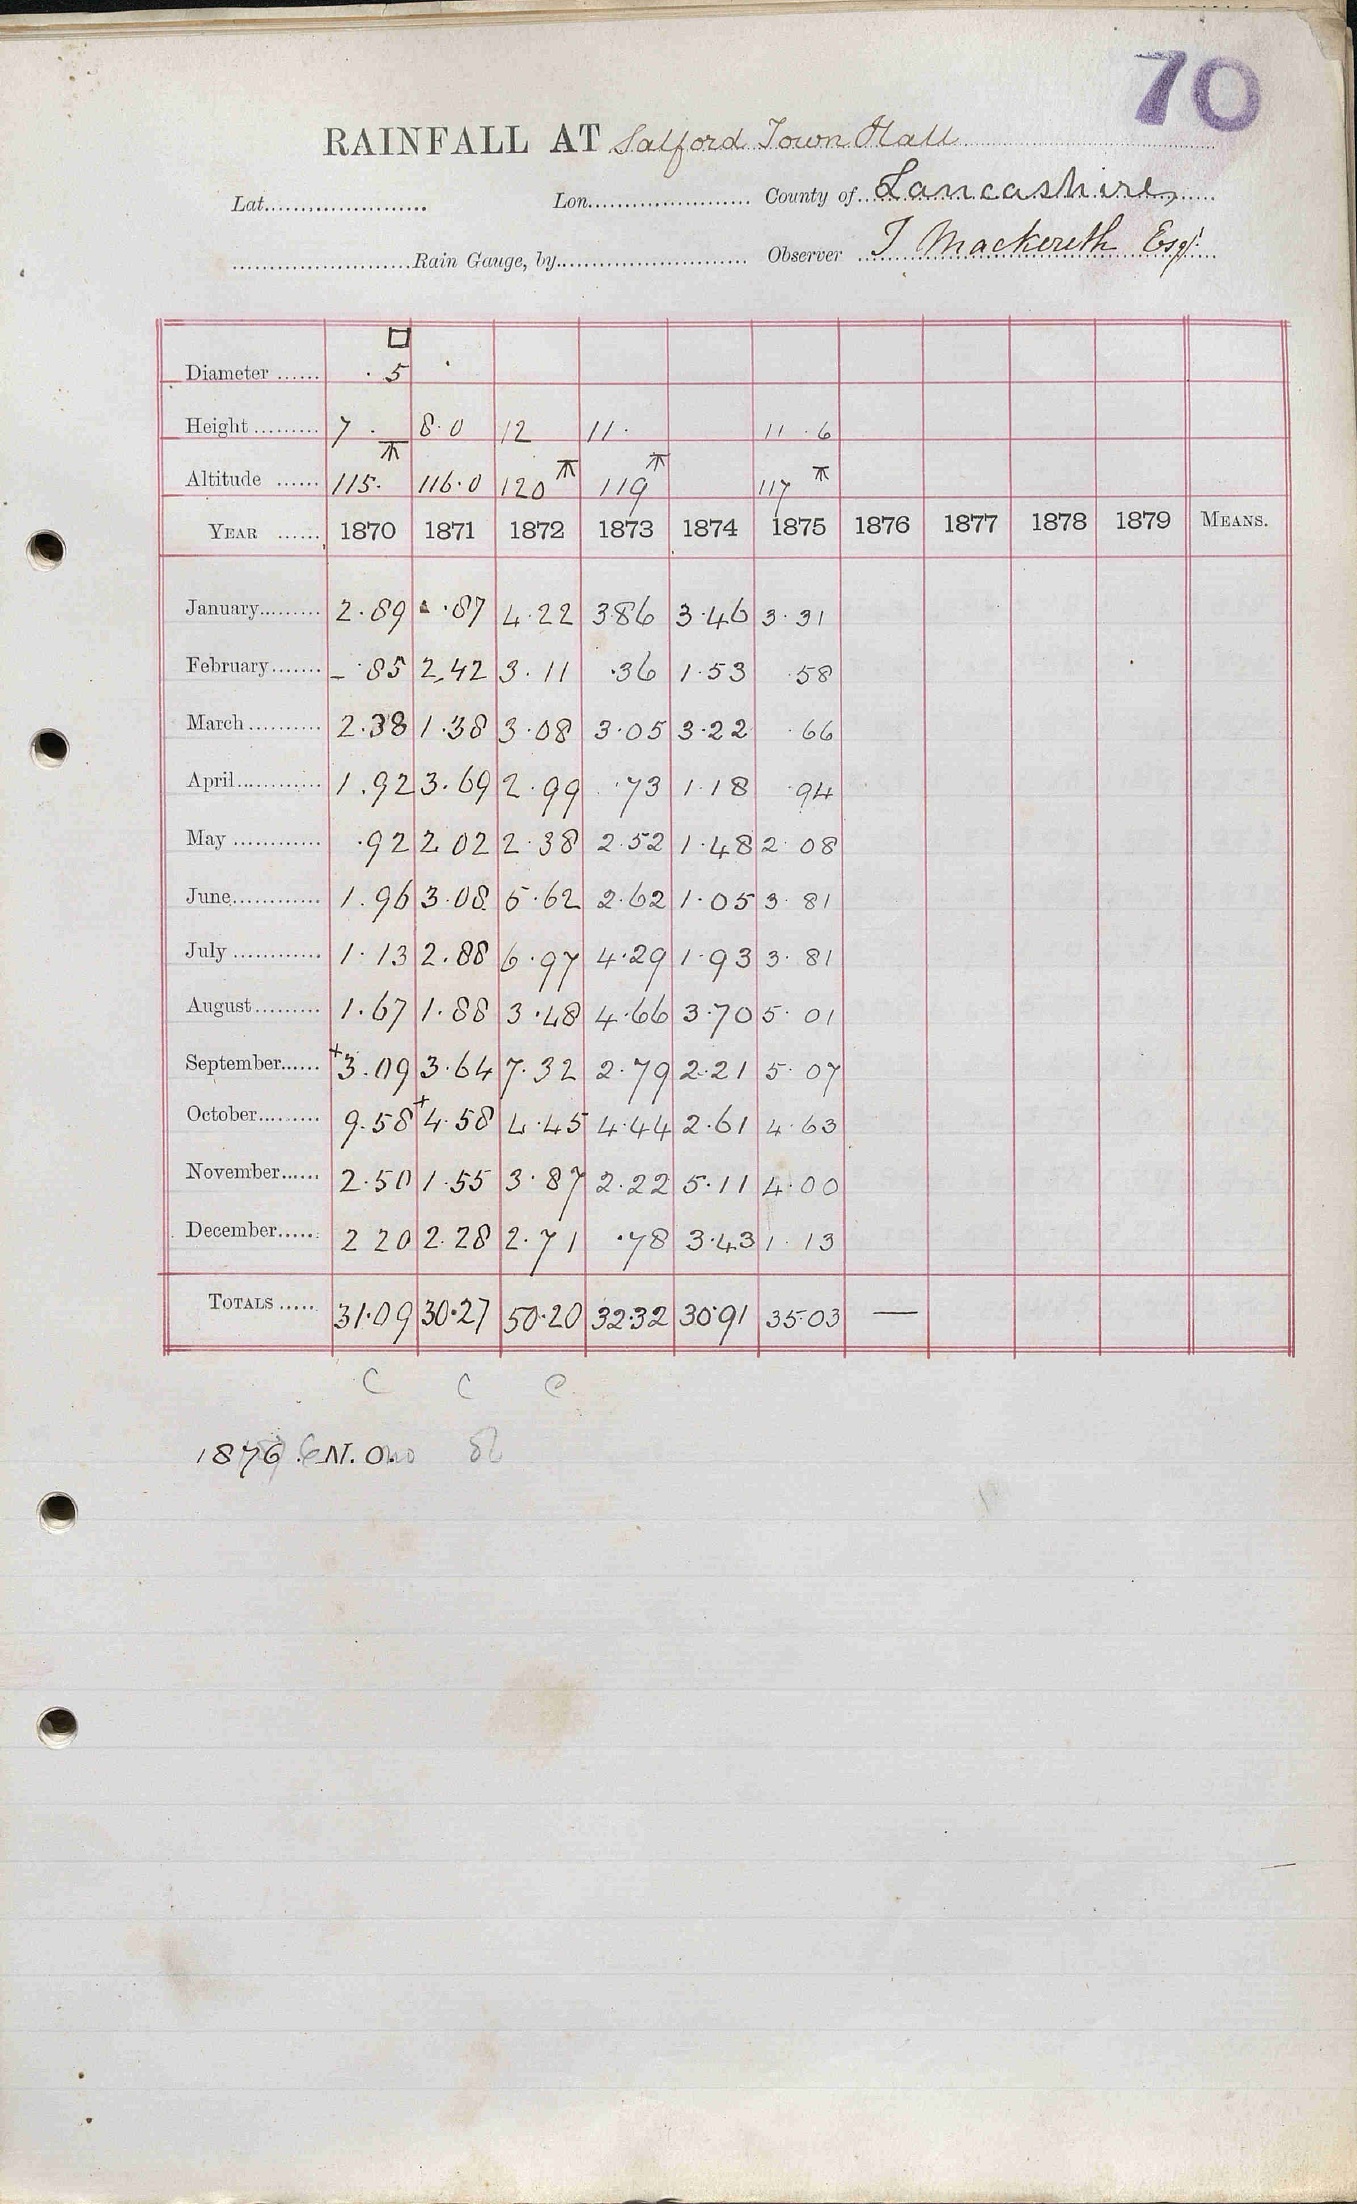 70
RAINFALL AT Salford Town Hall
Lat. Lon. County of Lancashire,
Rain Gauge, by Observer T Mackereth Esqr.
□
Diameter · 5
Height 7 · 8·0 12 11· 11·6
Altitude 115· 116·0 120 119 117
YEAR 1870 1871 1872 1873 1874 1875 1876 1877 1878 1879 MEANS.
January 2.89 ·87 4·22 386 3·46 3·31
February – ·85 2.42 3.11 ·36 1·53 ·58
March 2.38 1·38 3·08 3·05 3·22 ·66
April 1.92 3.69 2·99 ·73 1·18 ·94
May ·92 2 02 2·38 2·52 1·48 2·08
June 1.96 3·08 5·62 2·62 1·05 3·81
July 1·13 2.88 6·97 4·29 1·93 3·81
August 1·67 1·88 3·48 4·66 3·70 5·01
September +3.09 3·64 7·32 2·79 2·21 5·07
October 9.58 +4·58 4·45 4·44 2·61 4·63
November 2·50 1·55 3·87 2·22 5·11 4·00
December 2 20 2·28 2·71 ·78 3·43 1·13
TOTALS 31·09 30·27 50·20 32·32 30·91 35·03 —
C C C
1876 N. O.